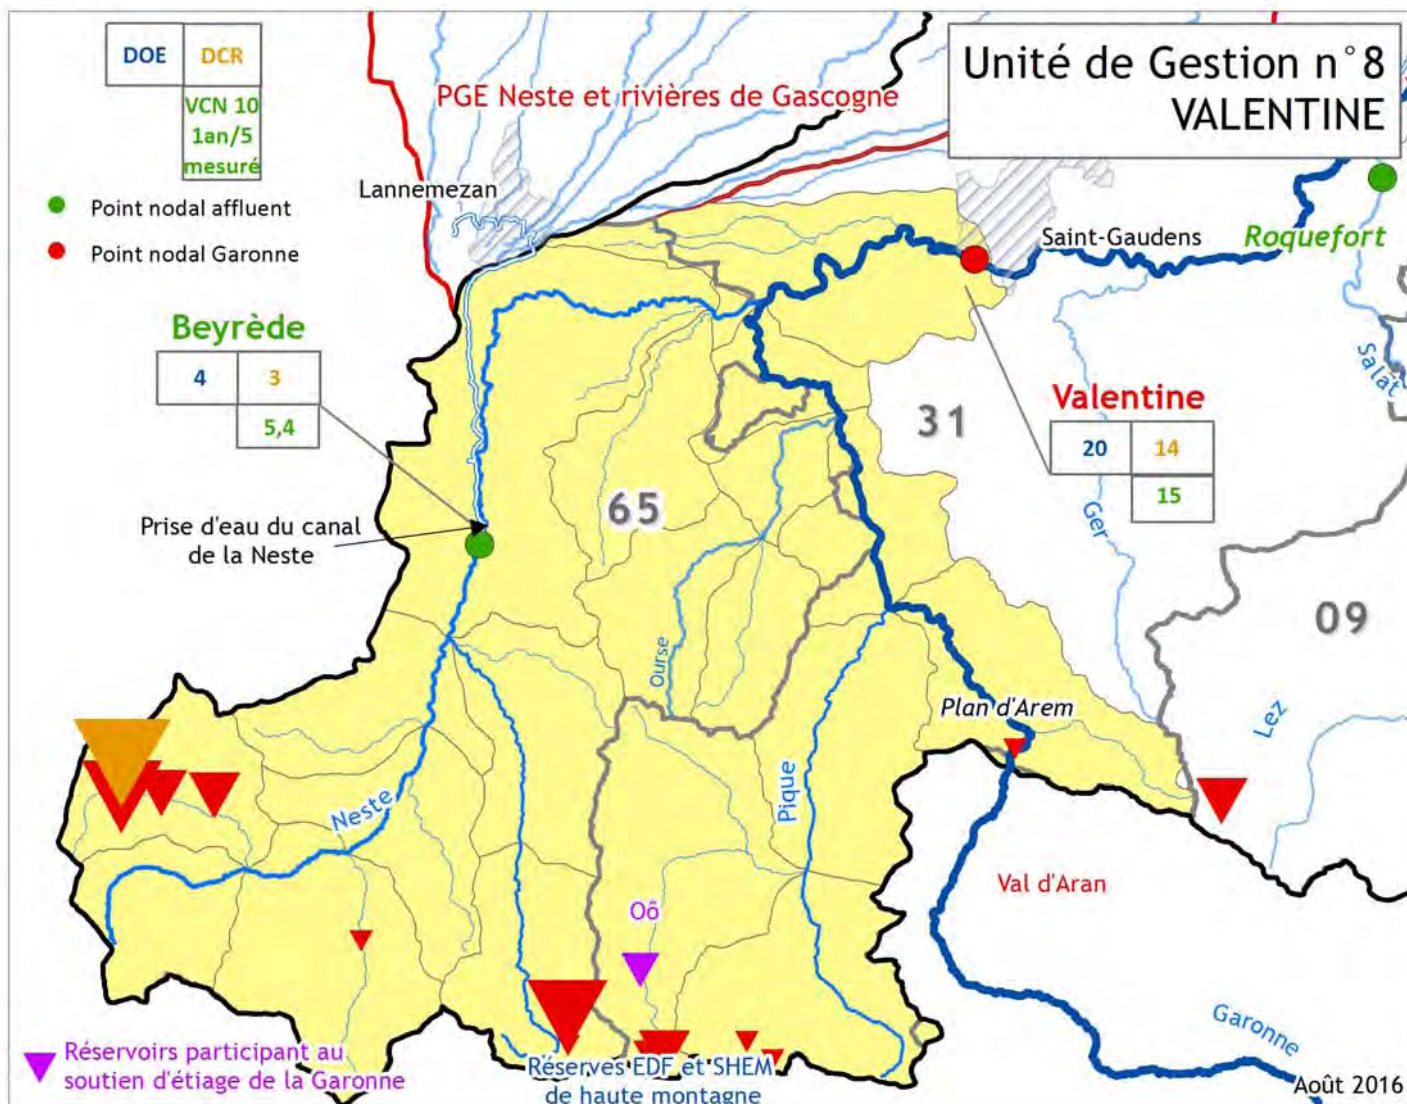 DOE
DCR
VCN 10
1an/5
mesuré
Unité de Gestion n°8
VALENTINE
PGE Neste et rivières de Gascogne
Lannemezan
Point nodal affluent
Point nodal Garonne
Saint-Gaudens
Roquefort
Beyrède
4
3
5,4
Salat
Valentine
20
14
15
31
65
Ger
Prise d'eau du canal
de la Neste
09
Ourse
Plan d'Arem
Lez
Neste
Pique
Val d'Aran
Oô
Garonne
Réservoirs participant au
soutien d'étiage de la Garonne
Réserves EDF et SHEM
de haute montagne
Août 2016